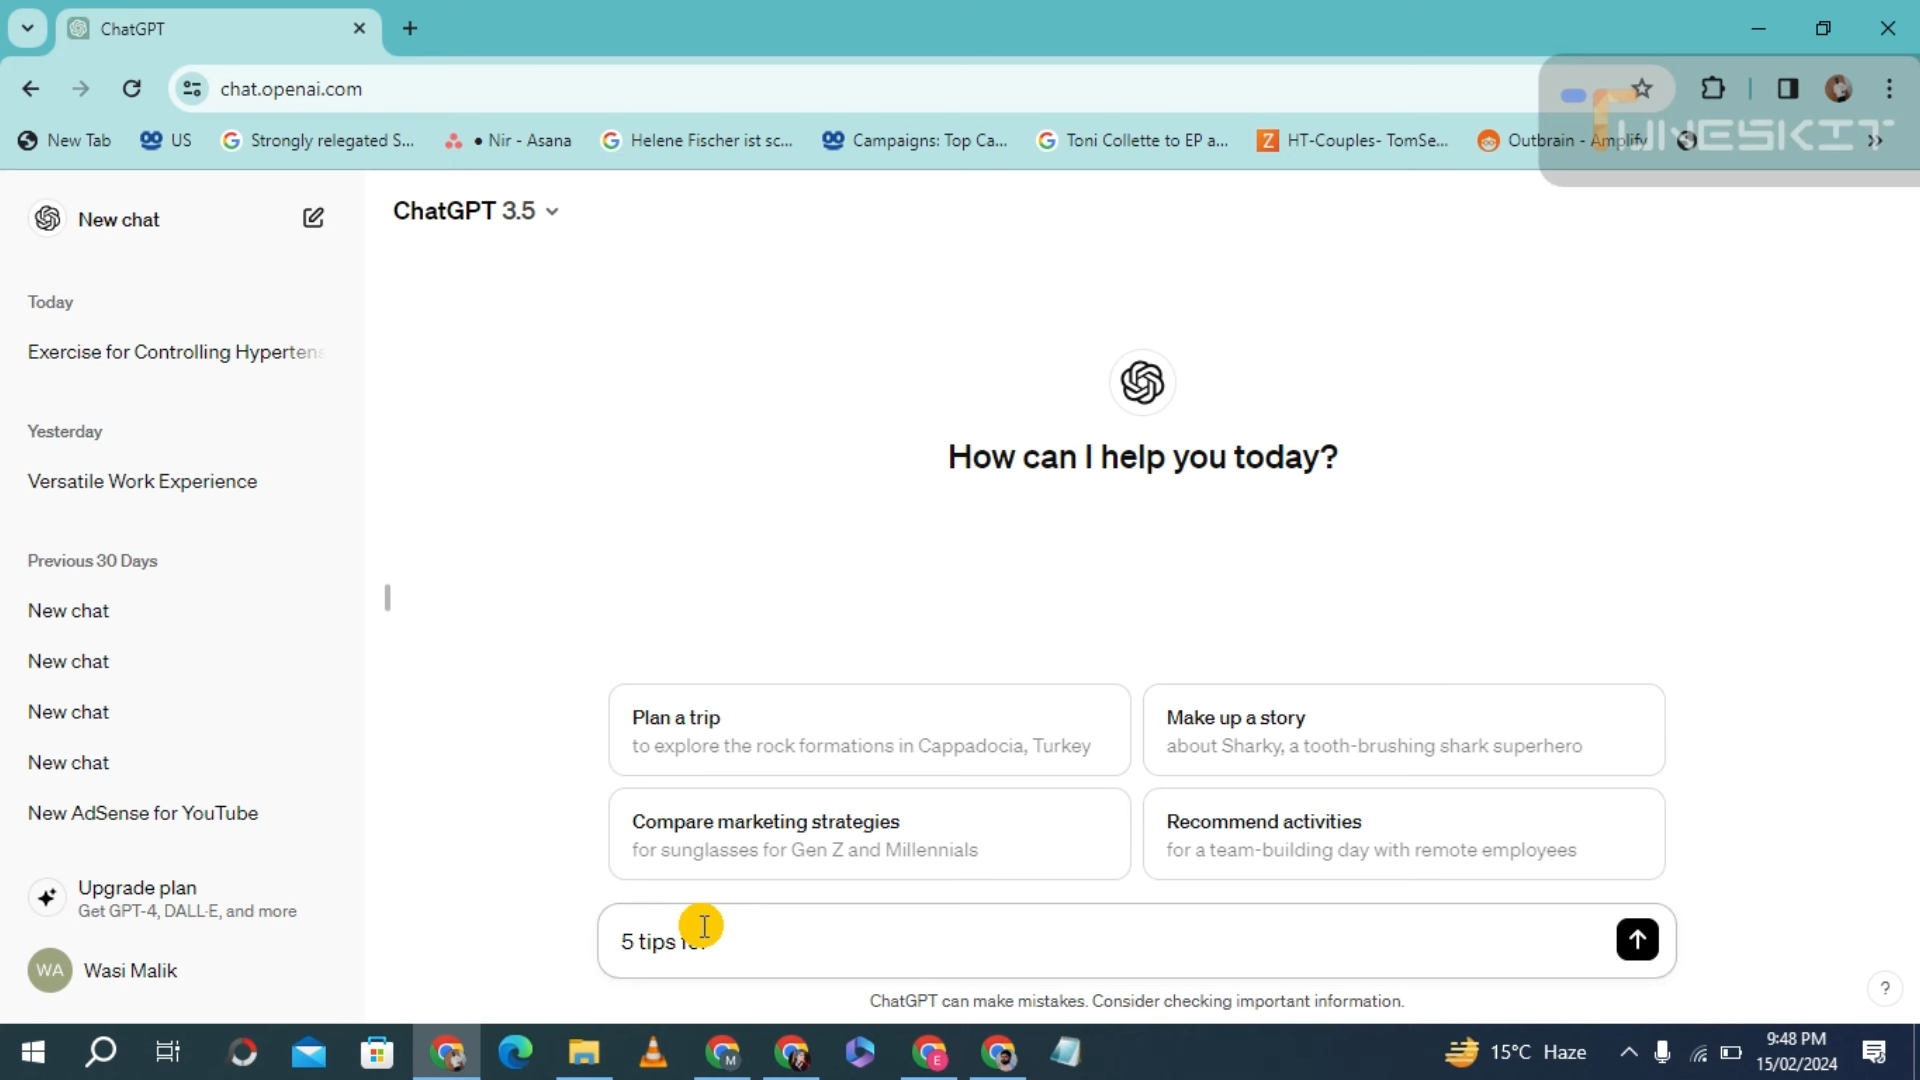 ChatGPT
chat.openai.com
New Tab
US
Strongly relegated S...
• Nir - Asana
Helene Fischer ist sc...
Campaigns: Top Ca...
Toni Collette to EP a...
HT-Couples- TomSe...
Outbrain - Amplify
TUNESKIT
New chat
ChatGPT 3.5
Today
Exercise for Controlling Hypertens
Yesterday
Versatile Work Experience
Previous 30 Days
New chat
New chat
New chat
New chat
New AdSense for YouTube
Upgrade plan
Get GPT-4, DALL·E, and more
WA
Wasi Malik
How can I help you today?
Plan a trip
to explore the rock formations in Cappadocia, Turkey
Make up a story
about Sharky, a tooth-brushing shark superhero
Compare marketing strategies
for sunglasses for Gen Z and Millennials
Recommend activities
for a team-building day with remote employees
5 tips for
ChatGPT can make mistakes. Consider checking important information.
?
M
E
15°C Haze
9:48 PM
15/02/2024